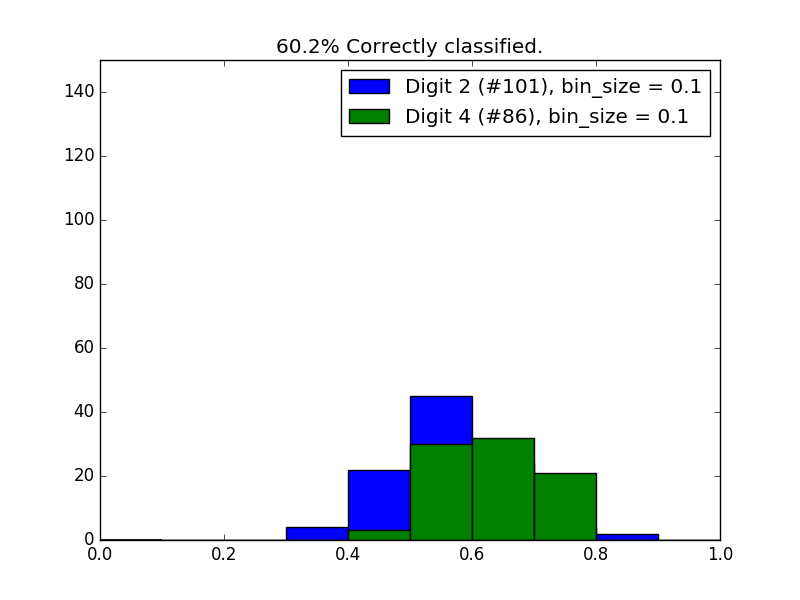 60.2% Correctly classified.
Digit 2 (#101), bin_size = 0.1
Digit 4 (#86), bin_size = 0.1
140
120
100
80
60
40
20
0
0.0 0.2 0.4 0.6 0.8 1.0